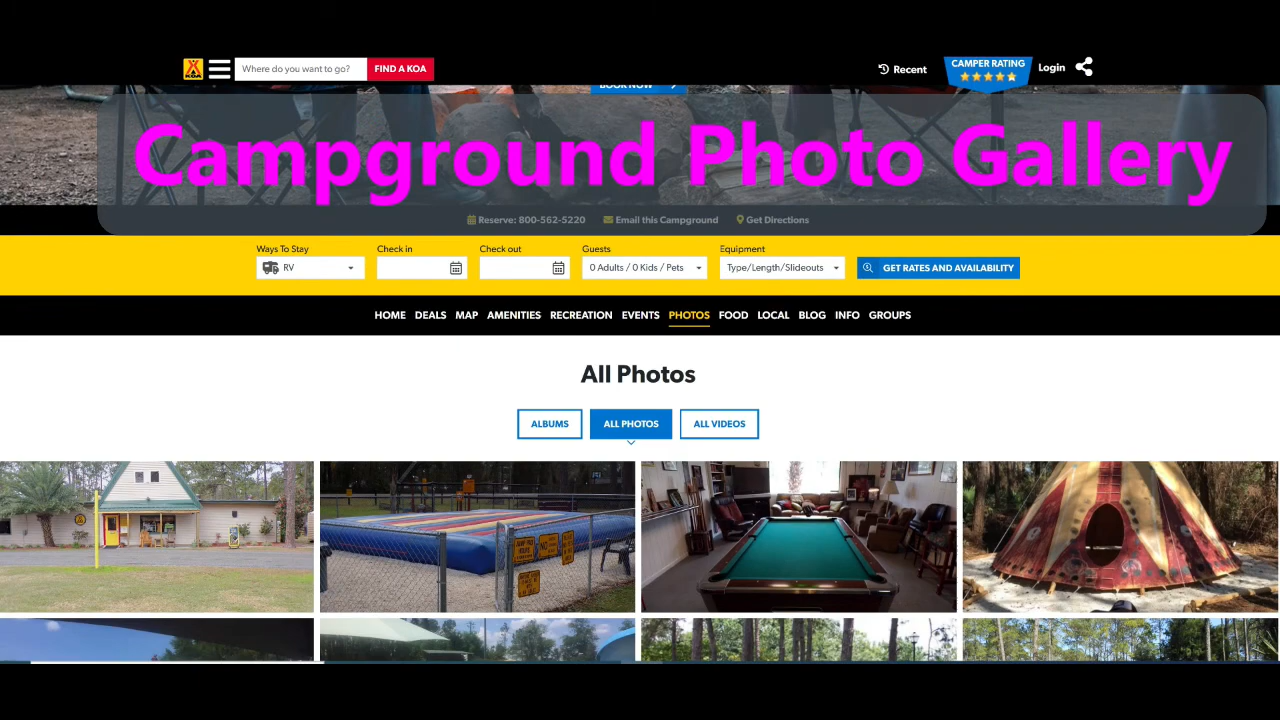 Where do you want to go?
FIND A KOA
Recent
CAMPER RATING
Login
BOOK NOW
Campground Photo Gallery
Reserve: 800-562-5220
Email this Campground
Get Directions
Ways To Stay
Check in
Check out
Guests
Equipment
RV
0 Adults / 0 Kids / Pets
Type/Length/Slideouts
GET RATES AND AVAILABILITY
HOME DEALS MAP AMENITIES RECREATION EVENTS PHOTOS FOOD LOCAL BLOG INFO GROUPS
All Photos
ALBUMS
ALL PHOTOS
ALL VIDEOS